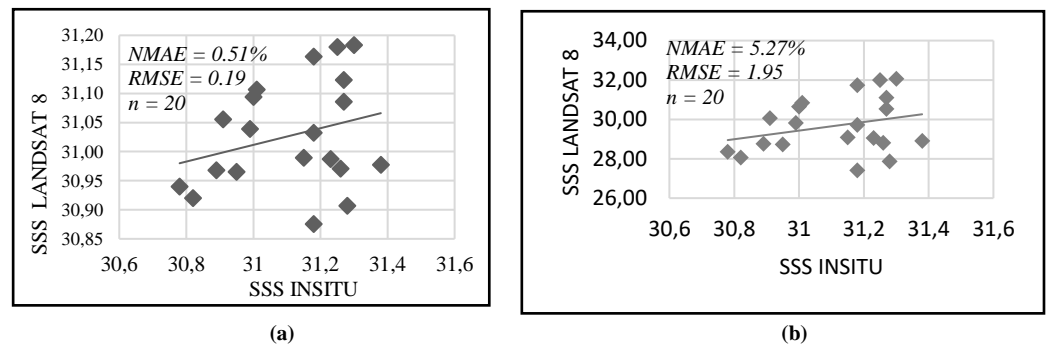 NMAE = 0.51%
RMSE = 0.19
n = 20
SSS LANDSAT 8
31,20
31,15
31,10
31,05
31,00
30,95
30,90
30,85
30,6 30,8 31 31,2 31,4 31,6
SSS INSITU
(a)
NMAE = 5.27%
RMSE = 1.95
n = 20
SSS LANDSAT 8
34,00
32,00
30,00
28,00
26,00
30,6 30,8 31 31,2 31,4 31,6
SSS INSITU
(b)